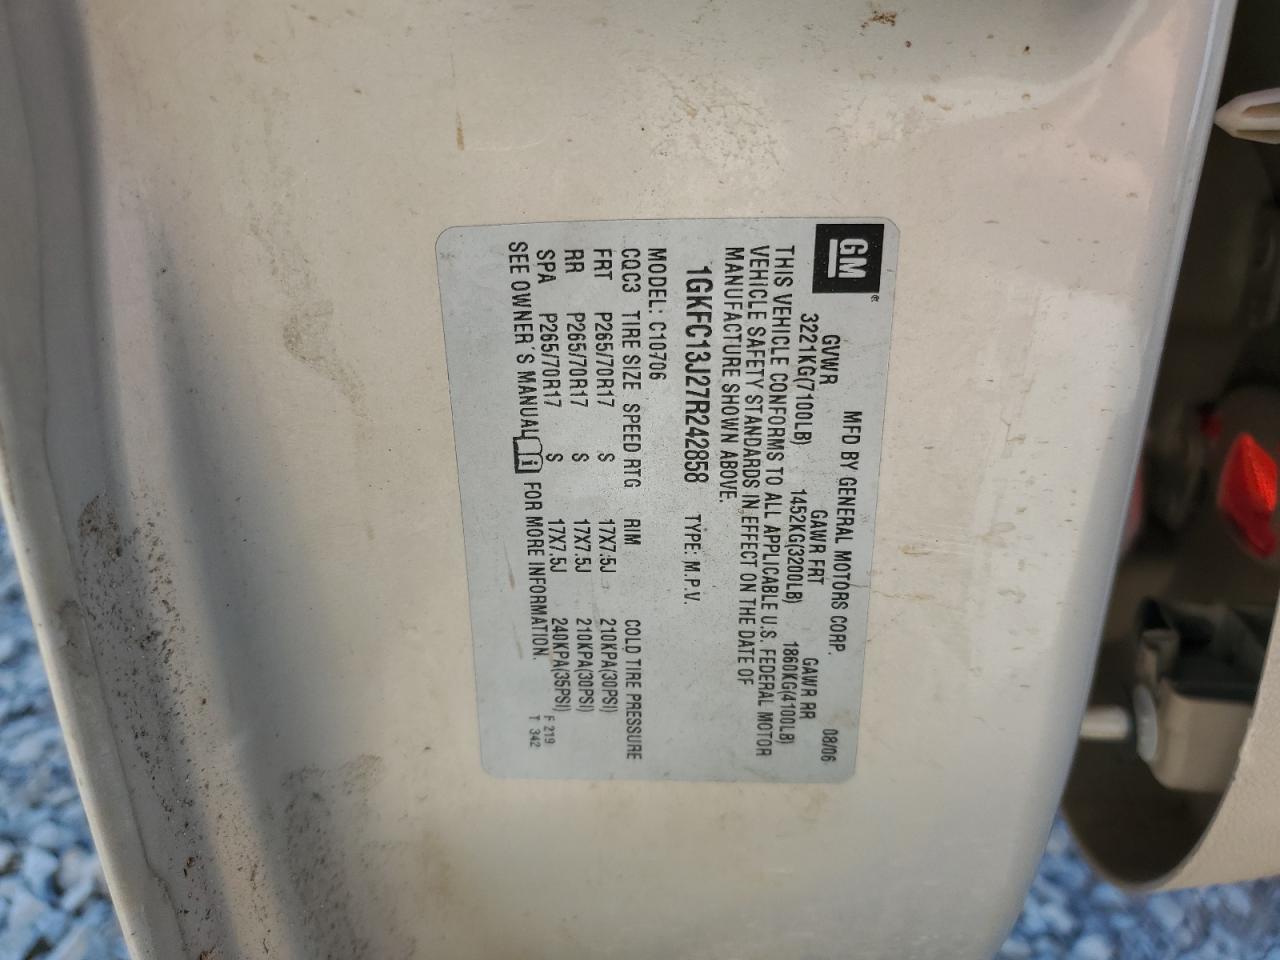 GM
MFD BY GENERAL MOTORS CORP. 08/06
GVWR GAWR FRT GAWR RR
3221KG(7100LB) 1452KG(3200LB) 1860KG(4100LB)
THIS VEHICLE CONFORMS TO ALL APPLICABLE U.S. FEDERAL MOTOR
VEHICLE SAFETY STANDARDS IN EFFECT ON THE DATE OF
MANUFACTURE SHOWN ABOVE.
1GKFC13J27R242858 TYPE: M.P.V.
MODEL: C10706
CQC3 TIRE SIZE SPEED RTG RIM COLD TIRE PRESSURE
FRT P265/70R17 S 17X7.5J 210KPA(30PSI)
RR P265/70R17 S 17X7.5J 210KPA(30PSI)
SPA P265/70R17 S 17X7.5J 240KPA(35PSI)
SEE OWNER'S MANUAL FOR MORE INFORMATION.
F 219
T 342